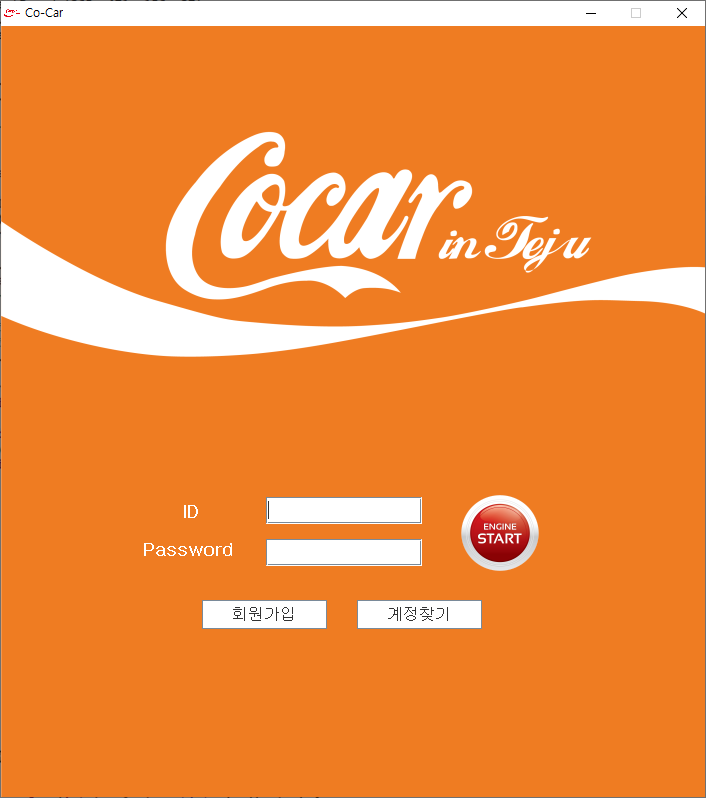 Co-Car
Cocar in Teju
ID
Password
ENGINE
START
회원가입
계정찾기